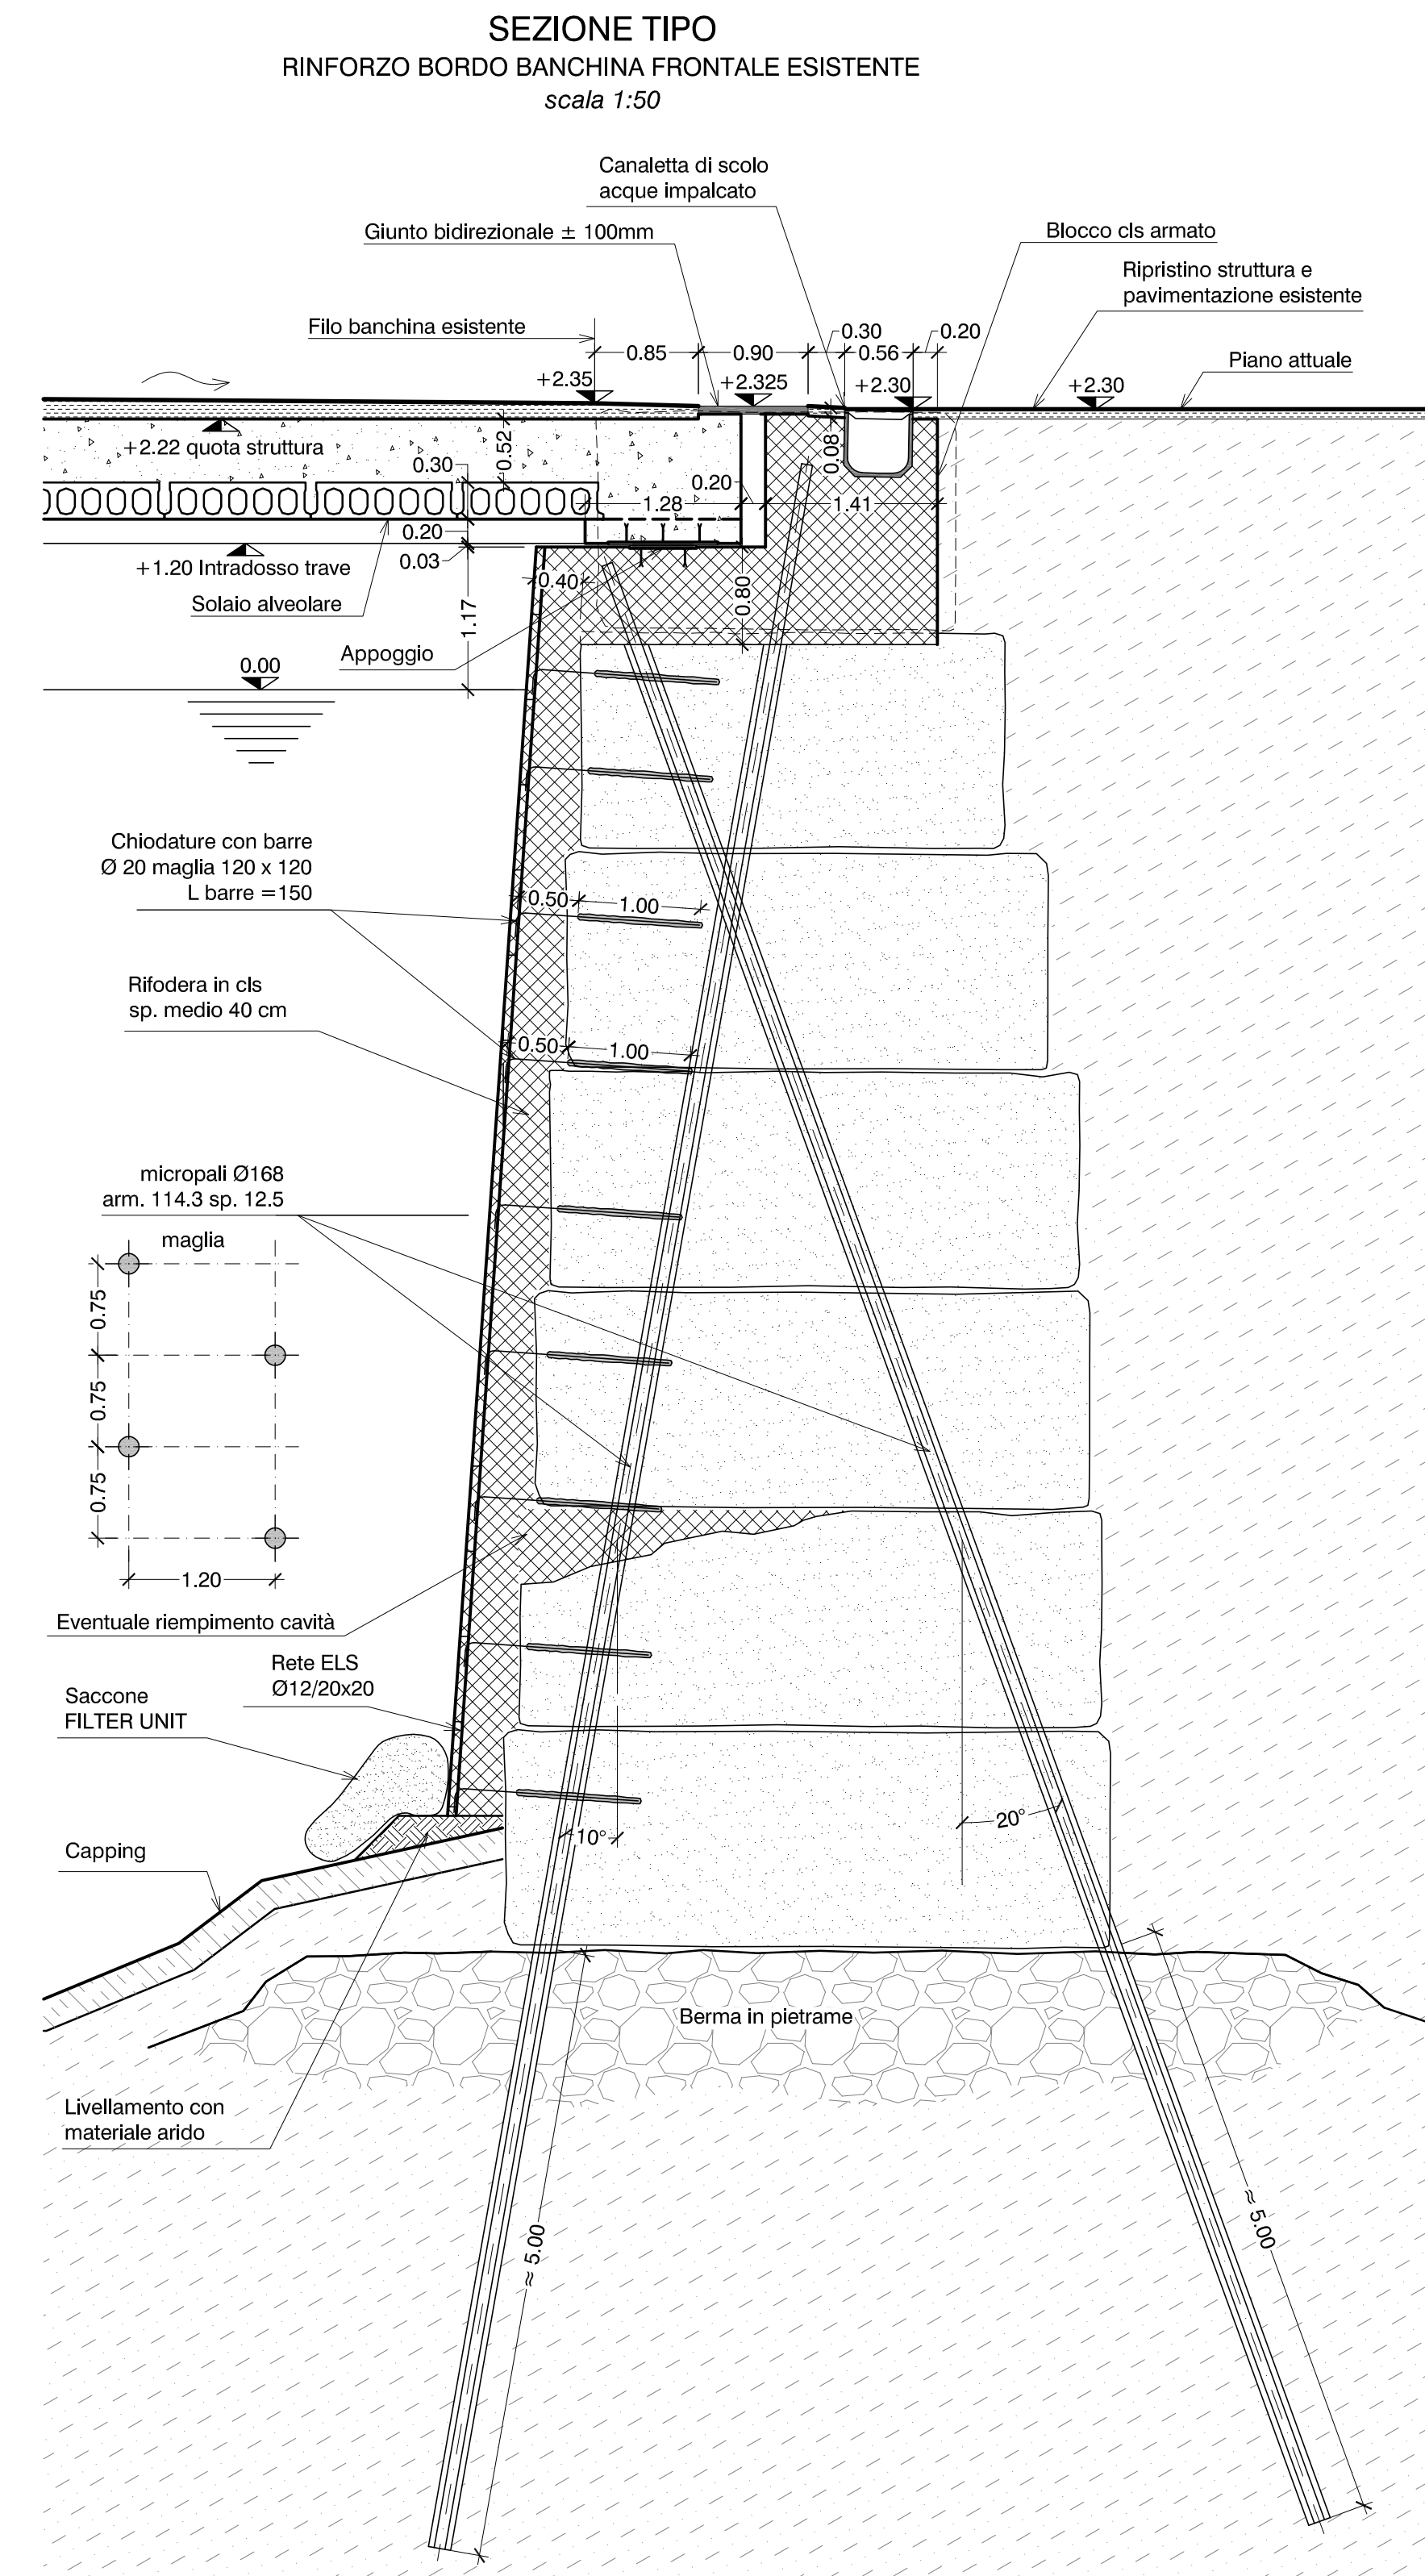 SEZIONE TIPO
RINFORZO BORDO BANCHINA FRONTALE ESISTENTE
scala 1:50
Canaletta di scolo
acque impalcato
Giunto bidirezionale ± 100mm
Blocco cls armato
Ripristino struttura e
pavimentazione esistente
Filo banchina esistente
0.85
0.90
0.30
0.56
0.20
Piano attuale
+2.35
+2.325
+2.30
+2.30
+2.22 quota struttura
0.52
0.08
0.30
0.20
1.28
1.41
0.20
0.03
+1.20 Intradosso trave
0.40
0.80
Solaio alveolare
1.17
Appoggio
0.00
Chiodature con barre
Ø 20 maglia 120 x 120
L barre =150
0.50
1.00
Rifodera in cls
sp. medio 40 cm
0.50
1.00
micropali Ø168
arm. 114.3 sp. 12.5
maglia
0.75
0.75
0.75
1.20
Eventuale riempimento cavità
Rete ELS
Ø12/20x20
Saccone
FILTER UNIT
10°
20°
Capping
Berma in pietrame
Livellamento con
materiale arido
≈ 5.00
≈ 5.00